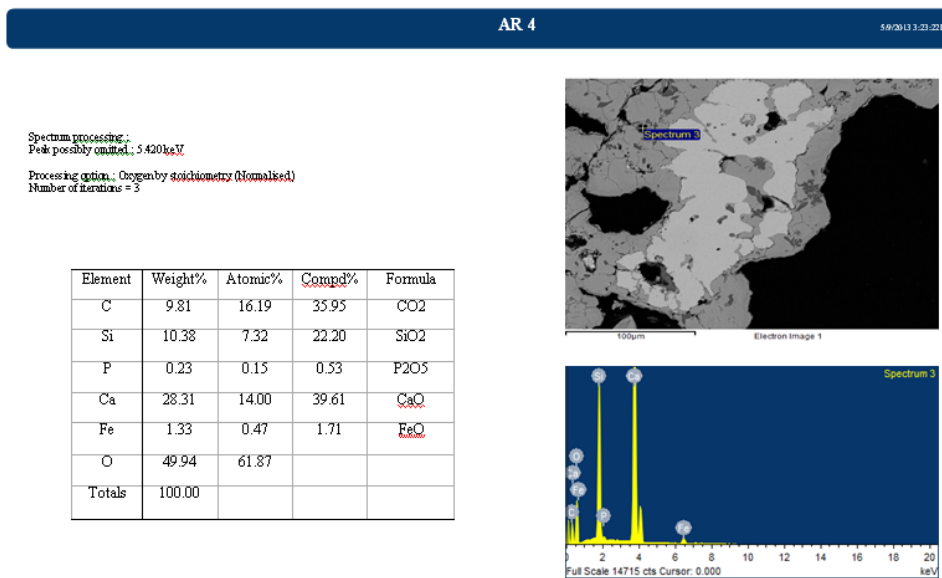 AR 4
5/9/2013 3:23:22
Spectrum processing :
Peak possibly omitted : 5.420 keV
Processing option : Oxygen by stoichiometry (Normalised)
Number of iterations = 3
Element Weight% Atomic% Compd% Formula
C 9.81 16.19 35.95 CO2
Si 10.38 7.32 22.20 SiO2
P 0.23 0.15 0.53 P2O5
Ca 28.31 14.00 39.61 CaO
Fe 1.33 0.47 1.71 FeO
O 49.94 61.87
Totals 100.00
Spectrum 3
100µm Electron Image 1
Spectrum 3
Si Ca
O
Ca
Fe
C P Fe
2 4 6 8 10 12 14 16 18 20
Full Scale 14715 cts Cursor: 0.000 keV